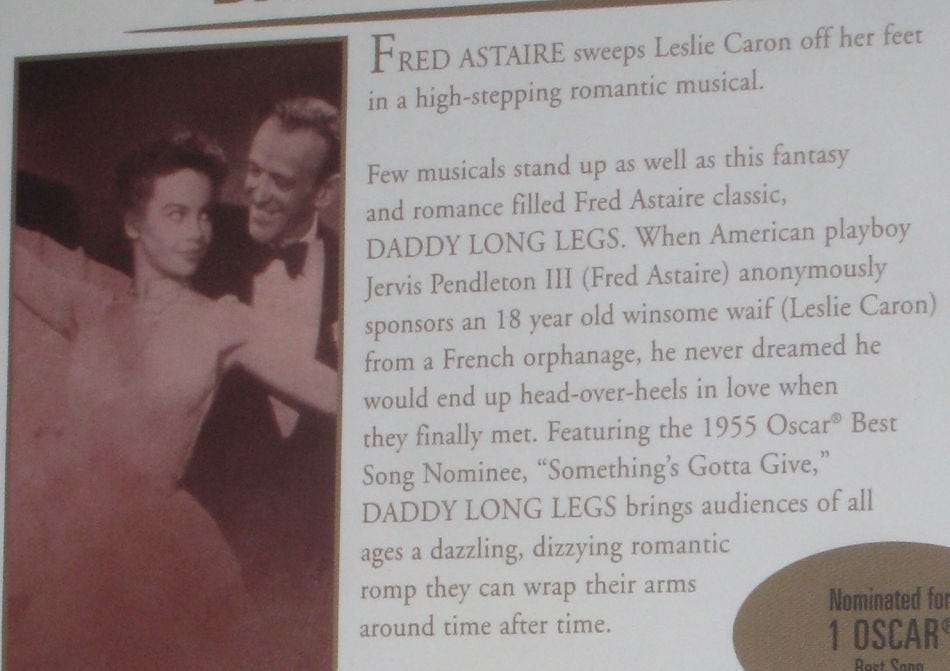 FRED ASTAIRE sweeps Leslie Caron off her feet
in a high-stepping romantic musical.
Few musicals stand up as well as this fantasy
and romance filled Fred Astaire classic,
DADDY LONG LEGS. When American playboy
Jervis Pendleton III (Fred Astaire) anonymously
sponsors an 18 year old winsome waif (Leslie Caron)
from a French orphanage, he never dreamed he
would end up head-over-heels in love when
they finally met. Featuring the 1955 Oscar® Best
Song Nominee, “Something’s Gotta Give,”
DADDY LONG LEGS brings audiences of all
ages a dazzling, dizzying romantic
romp they can wrap their arms
around time after time.
Nominated for
1 OSCAR®
Best Song